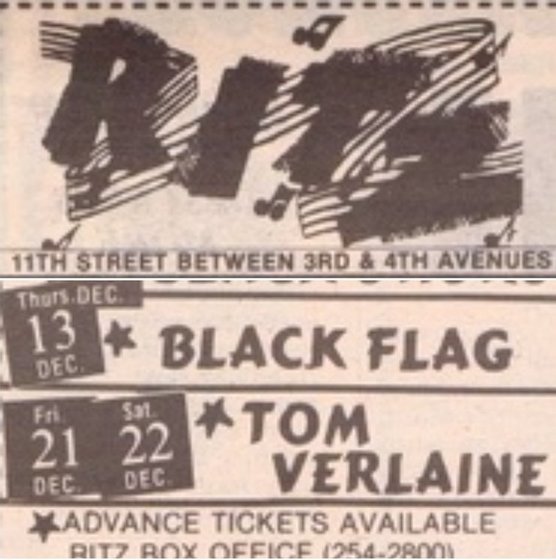 RITZ
11TH STREET BETWEEN 3RD & 4TH AVENUES
Thurs. DEC.
13
DEC.
BLACK FLAG
Fri. Sat.
21 22
DEC. DEC.
TOM
VERLAINE
ADVANCE TICKETS AVAILABLE
RITZ BOX OFFICE (254-2800)